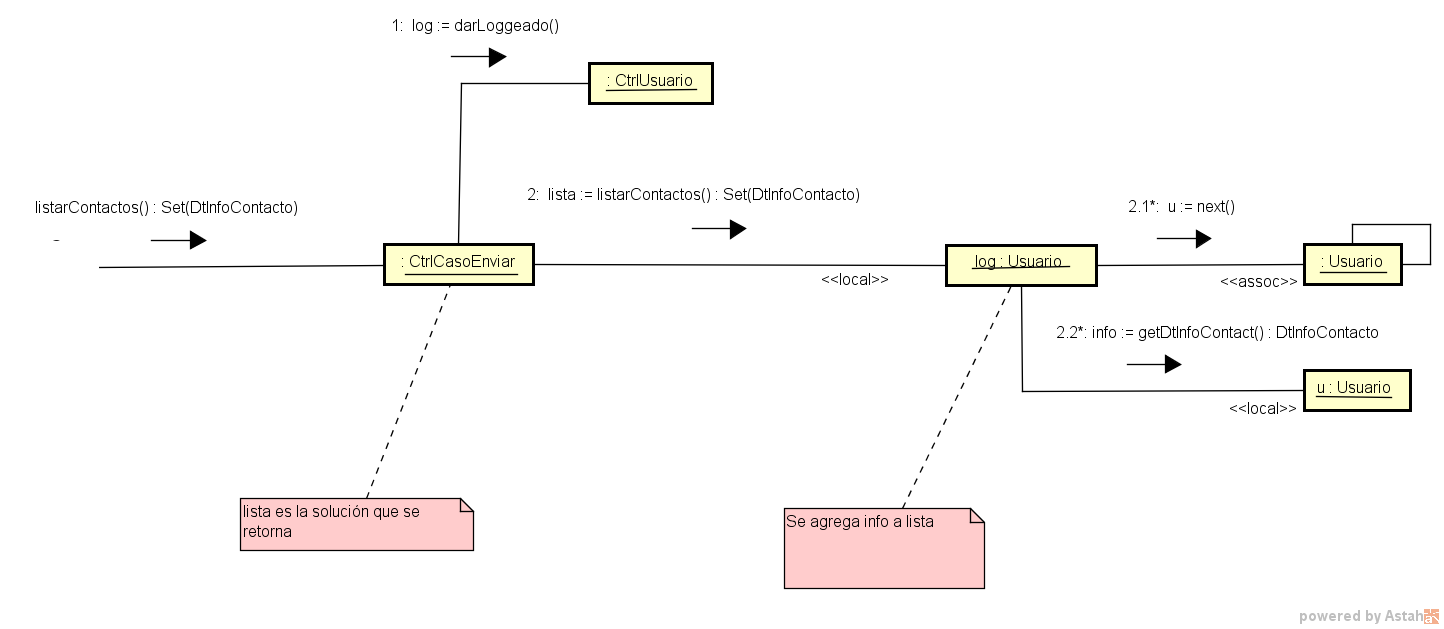 1:  log := darLoggeado()
: CtrlUsuario
listarContactos() : Set(DtInfoContacto)
2:  lista := listarContactos() : Set(DtInfoContacto)
2.1*:  u := next()
: CtrlCasoEnviar
log : Usuario
: Usuario
<<local>>
<<assoc>>
2.2*: info := getDtInfoContact() : DtInfoContacto
u : Usuario
<<local>>
lista es la solución que se
retorna
Se agrega info a lista
powered by Astah